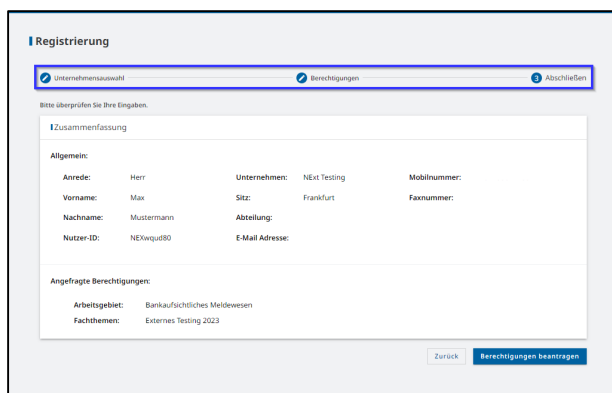 Registrierung
Unternehmensauswahl Berechtigungen 3 Abschließen
Bitte überprüfen Sie Ihre Eingaben.
Zusammenfassung
Allgemein:
Anrede: Herr Unternehmen: NExt Testing Mobilnummer:
Vorname: Max Sitz: Frankfurt Faxnummer:
Nachname: Mustermann Abteilung:
Nutzer-ID: NEXwqud80 E-Mail Adresse:
Angefragte Berechtigungen:
Arbeitsgebiet: Bankaufsichtliches Meldewesen
Fachthemen: Externes Testing 2023
Zurück Berechtigungen beantragen